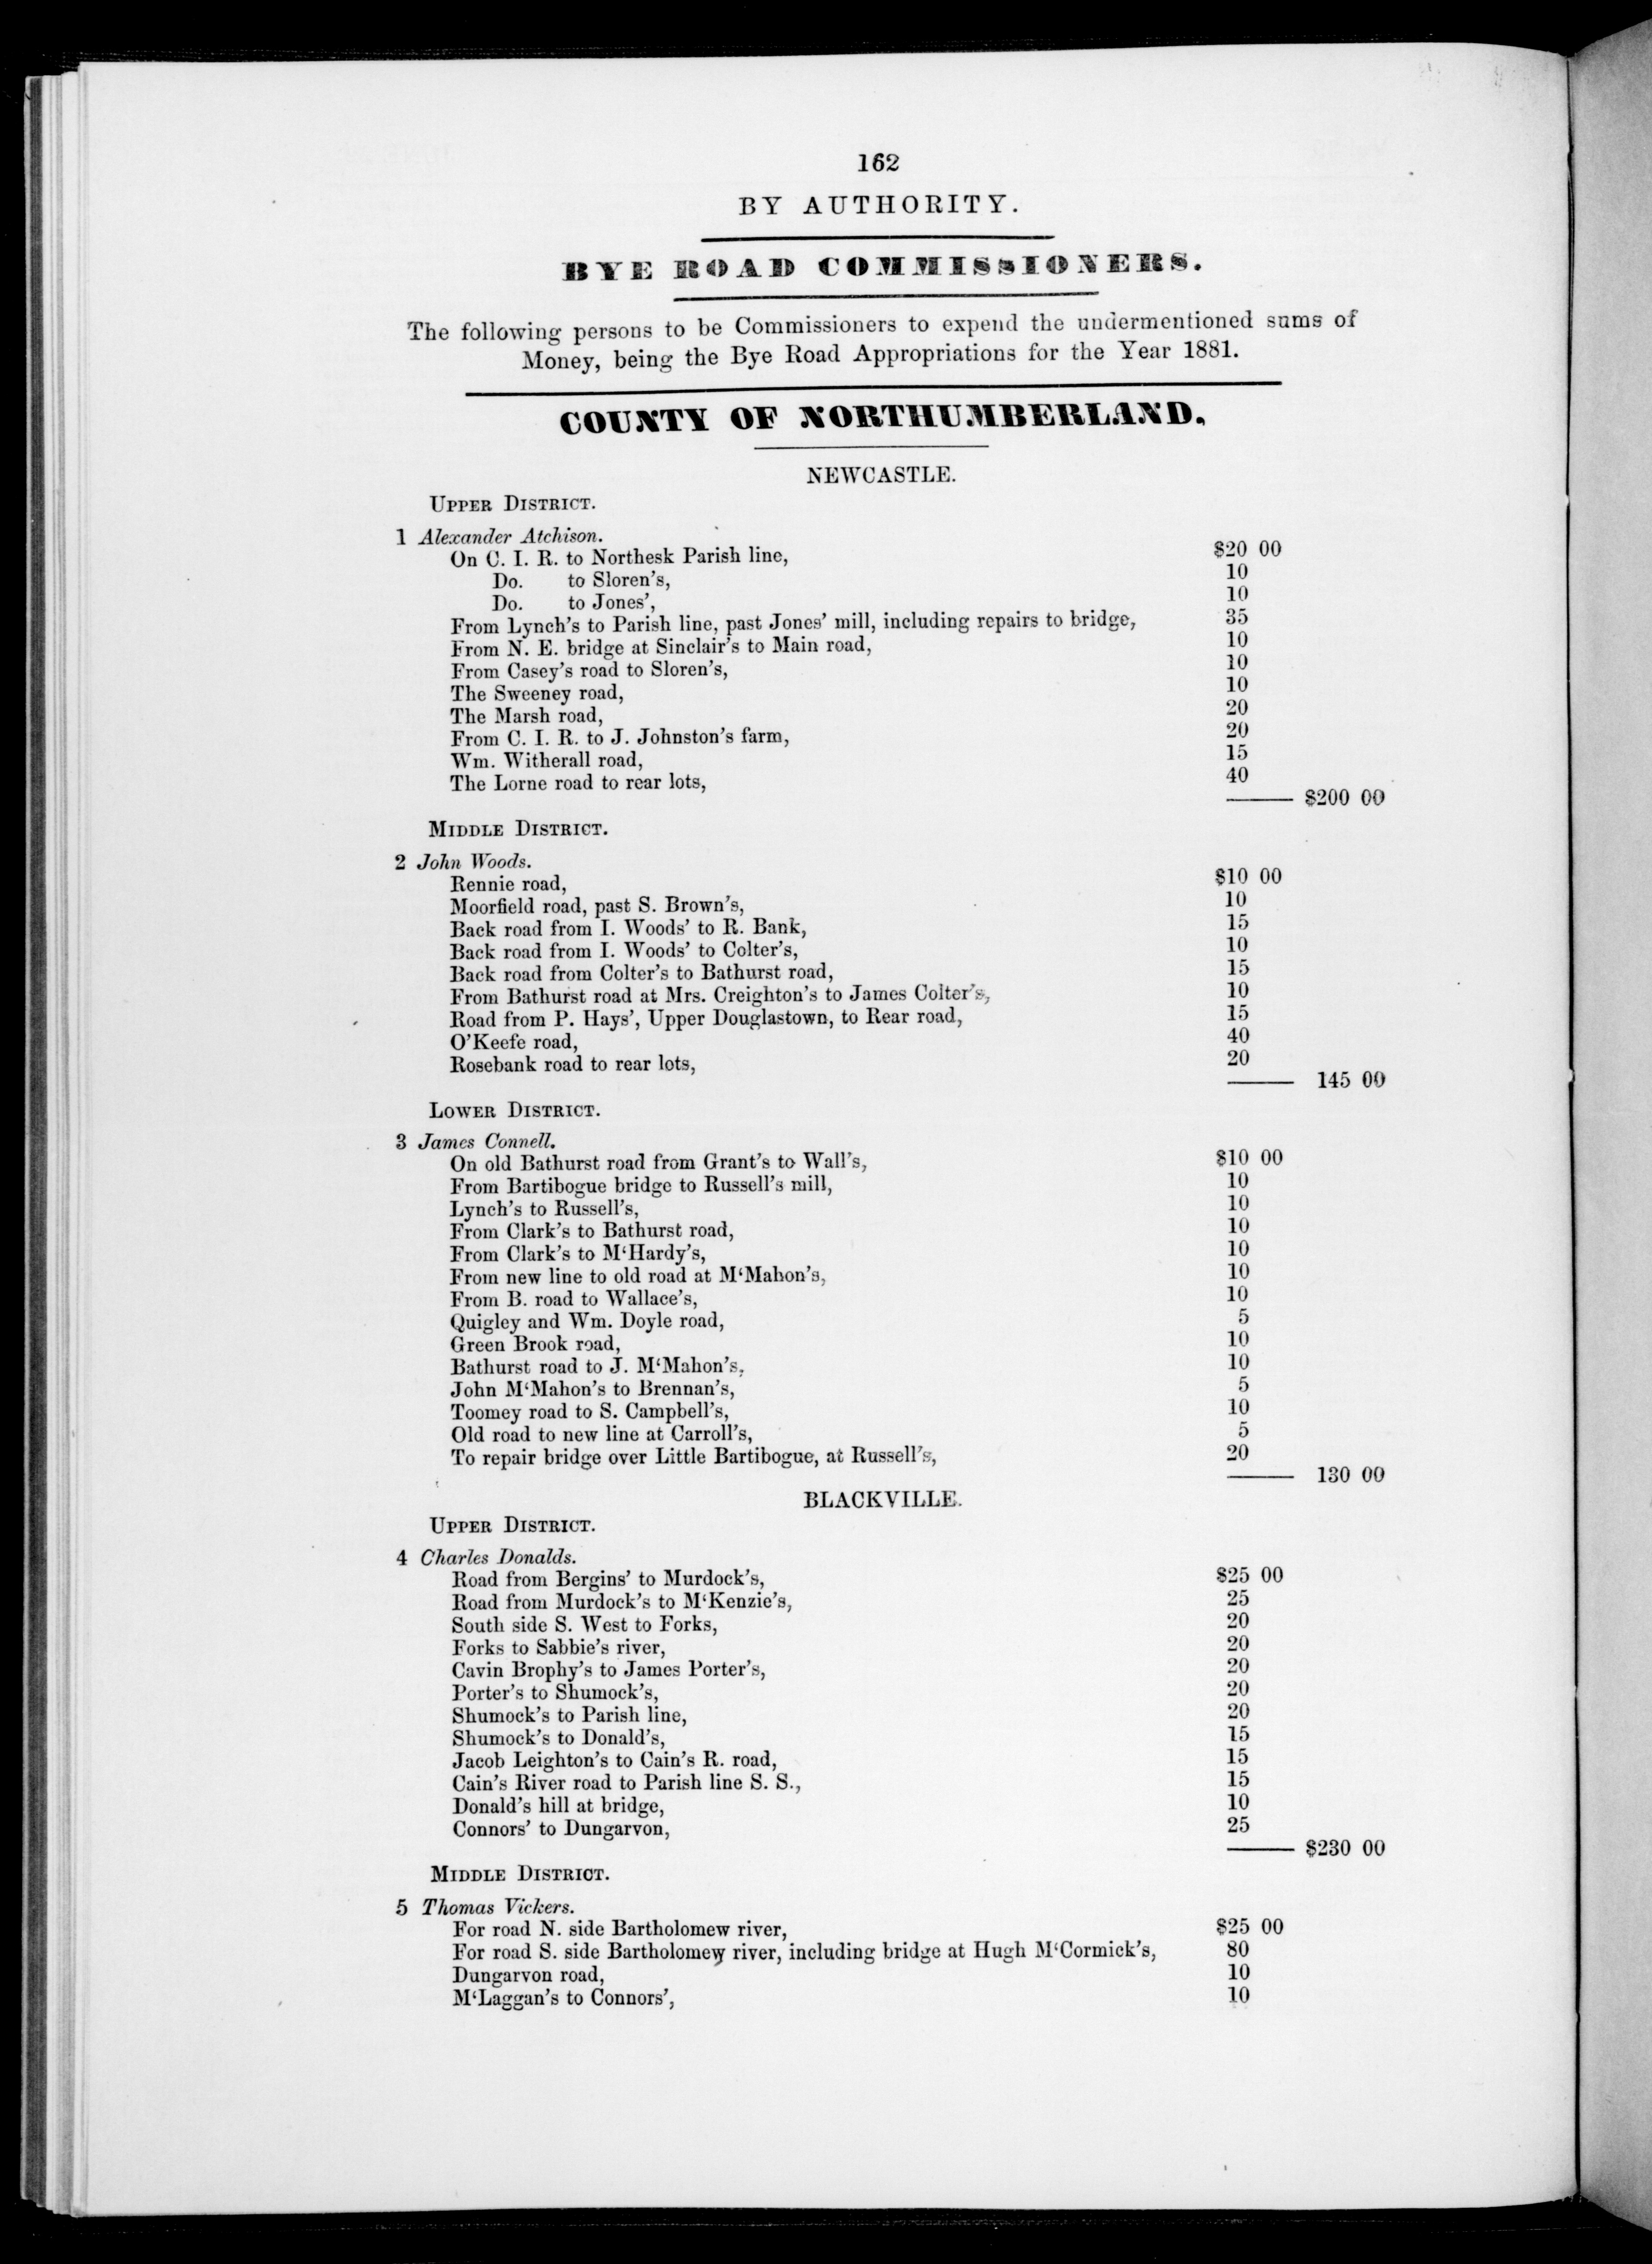 162
BY AUTHORITY.
BYE ROAD COMMISSIONERS.
The following persons to be Commissioners to expend the undermentioned sums of
Money, being the Bye Road Appropriations for the Year 1881.
COUNTY OF NORTHUMBERLAND.
NEWCASTLE.
UPPER DISTRICT.
1 Alexander Atchison.
On C. I. R. to Northesk Parish line, $20 00
Do. to Sloren's, 10
Do. to Jones', 10
From Lynch's to Parish line, past Jones' mill, including repairs to bridge, 35
From N. E. bridge at Sinclair's to Main road, 10
From Casey's road to Sloren's, 10
The Sweeney road, 10
The Marsh road, 20
From C. I. R. to J. Johnston's farm, 20
Wm. Witherall road, 15
The Lorne road to rear lots, 40
—— $200 00
MIDDLE DISTRICT.
2 John Woods.
Rennie road, $10 00
Moorfield road, past S. Brown's, 10
Back road from I. Woods' to R. Bank, 15
Back road from I. Woods' to Colter's, 10
Back road from Colter's to Bathurst road, 15
From Bathurst road at Mrs. Creighton's to James Colter's, 10
Road from P. Hays', Upper Douglastown, to Rear road, 15
O'Keefe road, 40
Rosebank road to rear lots, 20
—— 145 00
LOWER DISTRICT.
3 James Connell.
On old Bathurst road from Grant's to Wall's, $10 00
From Bartibogue bridge to Russell's mill, 10
Lynch's to Russell's, 10
From Clark's to Bathurst road, 10
From Clark's to M‘Hardy's, 10
From new line to old road at M‘Mahon's, 10
From B. road to Wallace's, 10
Quigley and Wm. Doyle road, 5
Green Brook road, 10
Bathurst road to J. M‘Mahon's, 10
John M‘Mahon's to Brennan's, 5
Toomey road to S. Campbell's, 10
Old road to new line at Carroll's, 5
To repair bridge over Little Bartibogue, at Russell's, 20
—— 130 00
BLACKVILLE.
UPPER DISTRICT.
4 Charles Donalds.
Road from Bergins' to Murdock's, $25 00
Road from Murdock's to M‘Kenzie's, 25
South side S. West to Forks, 20
Forks to Sabbie's river, 20
Cavin Brophy's to James Porter's, 20
Porter's to Shumock's, 20
Shumock's to Parish line, 20
Shumock's to Donald's, 15
Jacob Leighton's to Cain's R. road, 15
Cain's River road to Parish line S. S., 15
Donald's hill at bridge, 10
Connors' to Dungarvon, 25
—— $230 00
MIDDLE DISTRICT.
5 Thomas Vickers.
For road N. side Bartholomew river, $25 00
For road S. side Bartholomew river, including bridge at Hugh M‘Cormick's, 80
Dungarvon road, 10
M‘Laggan's to Connors', 10